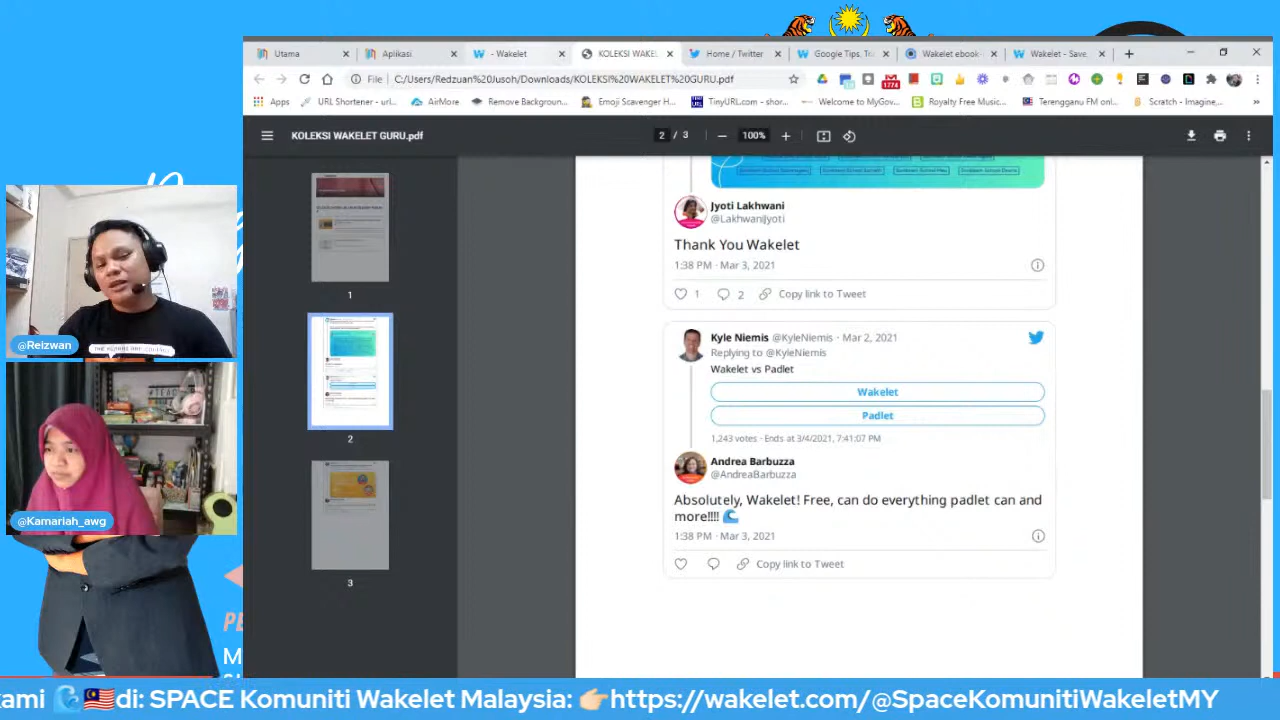 Utama
Aplikasi
- Wakelet
KOLEKSI WAKEL
Home / Twitter
Google Tips, Tr
Wakelet ebook
Wakelet - Save
File
C:/Users/Redzuan%20Jusoh/Downloads/KOLEKSI%20WAKELET%20GURU.pdf
1774
Apps
URL Shortener - url...
AirMore
Remove Backgroun...
Emoji Scavenger H...
TinyURL.com - shor...
Welcome to MyGov...
Royalty Free Music...
Terengganu FM onl...
Scratch - Imagine,...
KOLEKSI WAKELET GURU.pdf
2 / 3
100%
1
2
3
Jyoti Lakhwani
@LakhwaniJyoti
Thank You Wakelet
1:38 PM · Mar 3, 2021
1
2
Copy link to Tweet
Kyle Niemis @KyleNiemis · Mar 2, 2021
Replying to @KyleNiemis
Wakelet vs Padlet
Wakelet
Padlet
1,243 votes · Ends at 3/4/2021, 7:41:07 PM
Andrea Barbuzza
@AndreaBarbuzza
Absolutely, Wakelet! Free, can do everything padlet can and
more!!!! 🌊
1:38 PM · Mar 3, 2021
Copy link to Tweet
@Reizwan
@Kamariah_awg
kami 🌊🇲🇾di: SPACE Komuniti Wakelet Malaysia: 👉🏻https://wakelet.com/@SpaceKomunitiWakeletMY